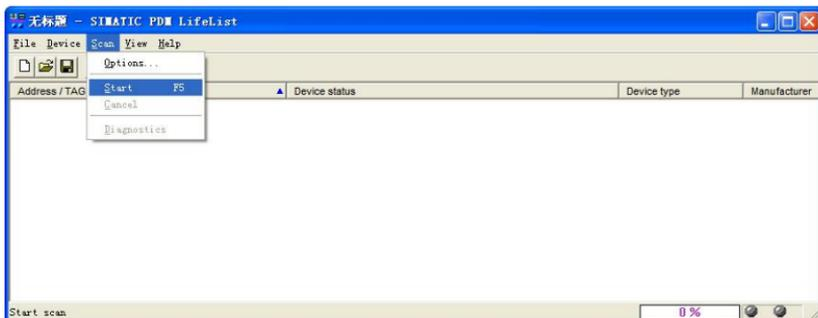 无标题 - SIMATIC PDM LifeList
File Device Scan View Help
Options...
Address / TAG Device status Device type Manufacturer
Start F5
Cancel
Diagnostics
Start scan 0 %